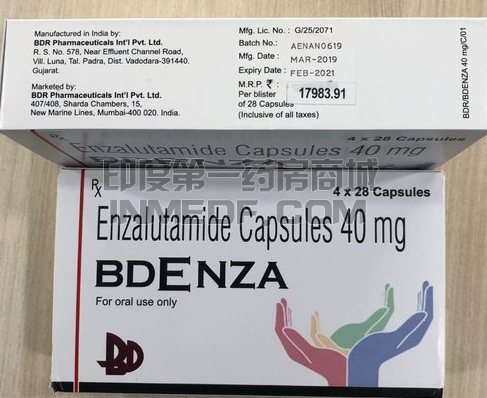 Manufactured in India by:
BDR Pharmaceuticals Int'l Pvt. Ltd.
R. S. No. 578, Near Effluent Channel Road,
Vill. Luna, Tal. Padra, Dist. Vadodara-391440.
Gujarat.
Marketed by:
BDR Pharmaceuticals Int'l Pvt. Ltd.
407/408, Sharda Chambers, 15,
New Marine Lines, Mumbai-400 020. India.
Mfg. Lic. No. : G/25/2071
Batch No. : AENAN0619
Mfg. Date : MAR-2019
Expiry Date : FEB-2021
M.R.P. ₹ :
Per blister 17983.91
of 28 Capsules
(Inclusive of all taxes)
BDR/BDENZA 40 mg/C/01
Rx
4 x 28 Capsules
Enzalutamide Capsules 40 mg
BDENZA
印度第一药房商城
INMEDE.COM
Rx
4 x 28 Capsules
Enzalutamide Capsules 40 mg
BDENZA
For oral use only
BD